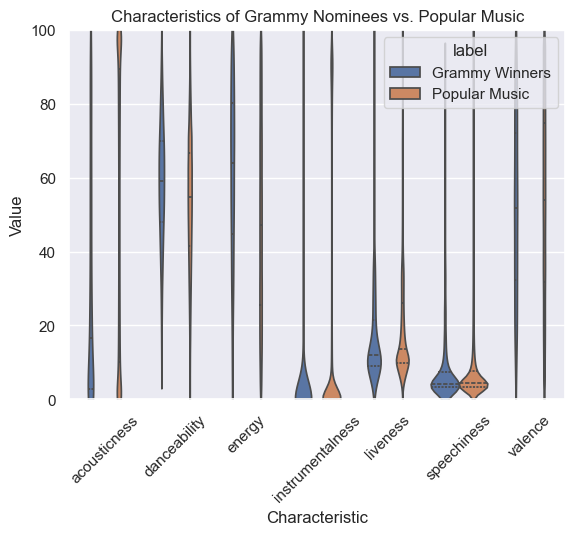 Characteristics of Grammy Nominees vs. Popular Music
100
80
60
40
20
0
Value
label
Grammy Winners
Popular Music
acousticness
danceability
energy
instrumentalness
liveness
speechiness
valence
Characteristic